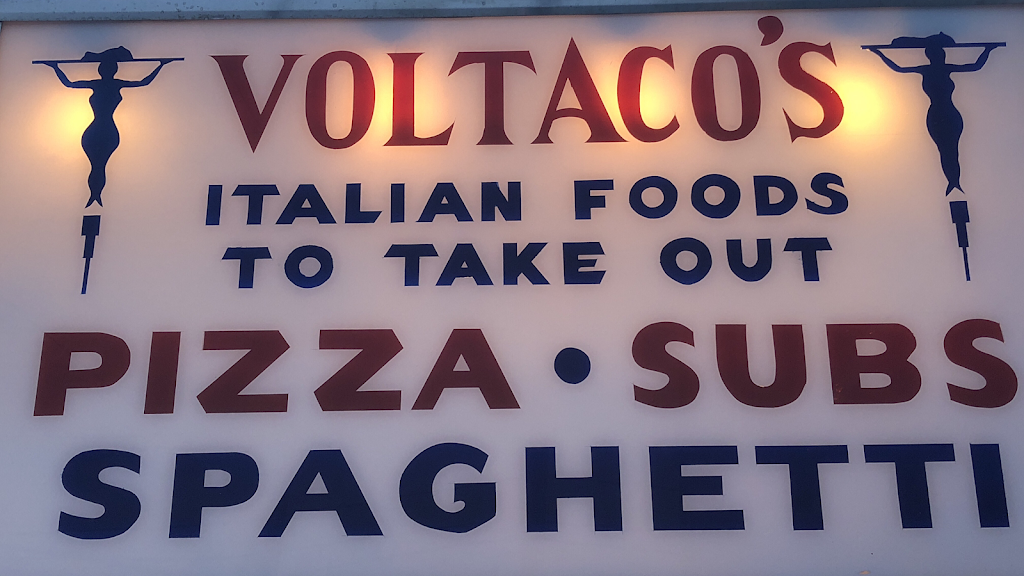 VOLTACO'S
ITALIAN FOODS
TO TAKE OUT
PIZZA • SUBS
SPAGHETTI